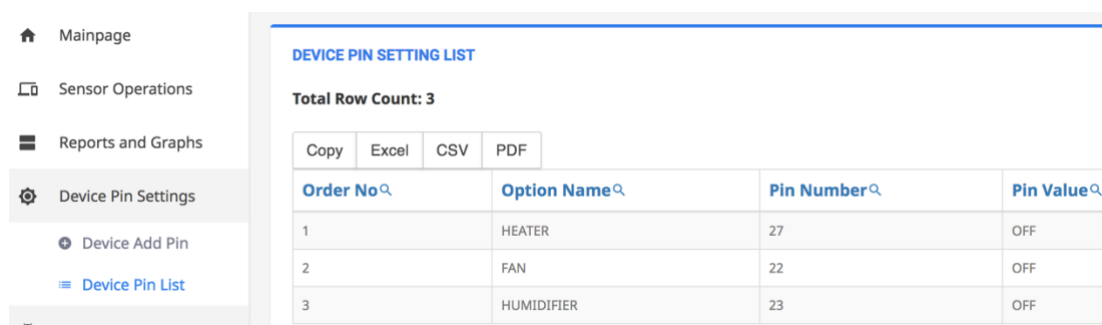 Mainpage
Sensor Operations
Reports and Graphs
Device Pin Settings
Device Add Pin
Device Pin List
DEVICE PIN SETTING LIST
Total Row Count: 3
Copy Excel CSV PDF
Order No Option Name Pin Number Pin Value
1 HEATER 27 OFF
2 FAN 22 OFF
3 HUMIDIFIER 23 OFF